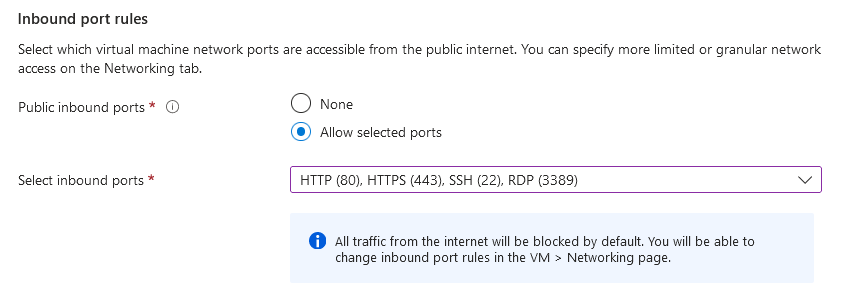 Inbound port rules
Select which virtual machine network ports are accessible from the public internet. You can specify more limited or granular network
access on the Networking tab.
Public inbound ports *
None
Allow selected ports
Select inbound ports *
HTTP (80), HTTPS (443), SSH (22), RDP (3389)
All traffic from the internet will be blocked by default. You will be able to
change inbound port rules in the VM > Networking page.